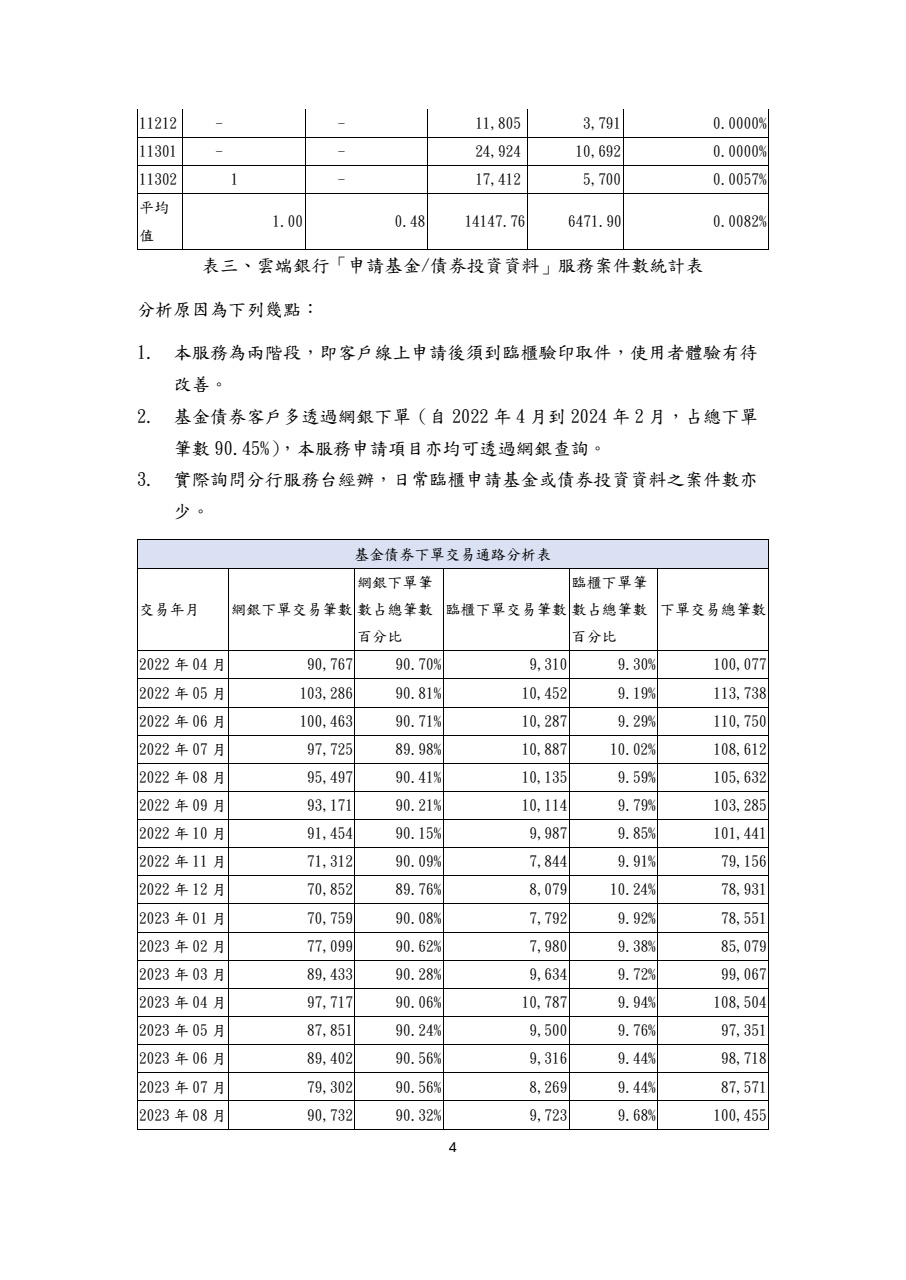 11212 - - 11,805 3,791 0.0000%
11301 - - 24,924 10,692 0.0000%
11302 1 - 17,412 5,700 0.0057%
平均
值 1.00 0.48 14147.76 6471.90 0.0082%
表三、雲端銀行「申請基金/債券投資資料」服務案件數統計表
分析原因為下列幾點：
1. 本服務為兩階段，即客戶線上申請後須到臨櫃驗印取件，使用者體驗有待
改善。
2. 基金債券客戶多透過網銀下單（自 2022 年 4 月到 2024 年 2 月，占總下單
筆數 90.45%），本服務申請項目亦均可透過網銀查詢。
3. 實際詢問分行服務台經辦，日常臨櫃申請基金或債券投資資料之案件數亦
少。
基金債券下單交易通路分析表
網銀下單筆 臨櫃下單筆
交易年月 網銀下單交易筆數 數占總筆數 臨櫃下單交易筆數 數占總筆數 下單交易總筆數
百分比 百分比
2022 年 04 月 90,767 90.70% 9,310 9.30% 100,077
2022 年 05 月 103,286 90.81% 10,452 9.19% 113,738
2022 年 06 月 100,463 90.71% 10,287 9.29% 110,750
2022 年 07 月 97,725 89.98% 10,887 10.02% 108,612
2022 年 08 月 95,497 90.41% 10,135 9.59% 105,632
2022 年 09 月 93,171 90.21% 10,114 9.79% 103,285
2022 年 10 月 91,454 90.15% 9,987 9.85% 101,441
2022 年 11 月 71,312 90.09% 7,844 9.91% 79,156
2022 年 12 月 70,852 89.76% 8,079 10.24% 78,931
2023 年 01 月 70,759 90.08% 7,792 9.92% 78,551
2023 年 02 月 77,099 90.62% 7,980 9.38% 85,079
2023 年 03 月 89,433 90.28% 9,634 9.72% 99,067
2023 年 04 月 97,717 90.06% 10,787 9.94% 108,504
2023 年 05 月 87,851 90.24% 9,500 9.76% 97,351
2023 年 06 月 89,402 90.56% 9,316 9.44% 98,718
2023 年 07 月 79,302 90.56% 8,269 9.44% 87,571
2023 年 08 月 90,732 90.32% 9,723 9.68% 100,455
4